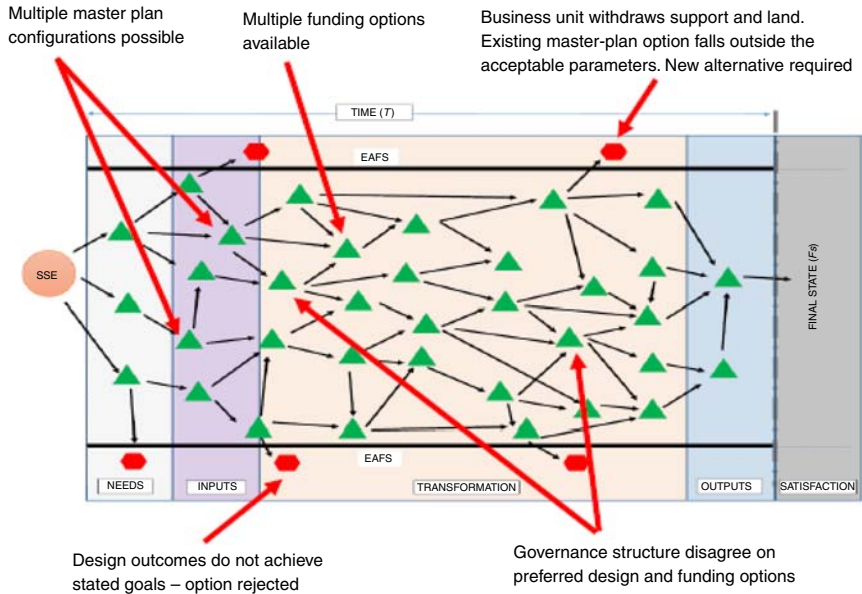 Multiple master plan
configurations possible
Multiple funding options
available
Business unit withdraws support and land.
Existing master-plan option falls outside the
acceptable parameters. New alternative required
TIME (T)
EAFS
SSE
FINAL STATE (Fs)
EAFS
NEEDS
INPUTS
TRANSFORMATION
OUTPUTS
SATISFACTION
Design outcomes do not achieve
stated goals – option rejected
Governance structure disagree on
preferred design and funding options